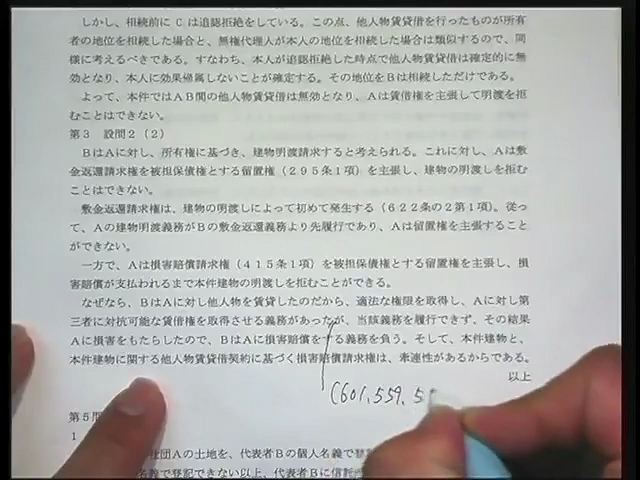 しかし、相続前にCは追認拒絶をしている。この点、他人物賃貸借を行ったものが所有
者の地位を相続した場合と、無権代理人が本人の地位を相続した場合は類似するので、同
様に考えるべきである。すなわち、本人が追認拒絶した時点で他人物賃貸借は確定的に無
効となり、本人に効果帰属しないことが確定する。その地位をBは相続しただけである。
よって、本件ではAB間の他人物賃貸借は無効となり、Aは賃借権を主張して明渡を拒
むことはできない。
第3 設問2(2)
BはAに対し、所有権に基づき、建物明渡請求すると考えられる。これに対し、Aは敷
金返還請求権を被担保債権とする留置権(295条1項)を主張し、建物の明渡しを拒む
ことはできない。
敷金返還請求権は、建物の明渡しによって初めて発生する(622条の2第1項)。従っ
て、Aの建物明渡義務がBの敷金返還義務より先履行であり、Aは留置権を主張すること
ができない。
一方で、Aは損害賠償請求権(415条1項)を被担保債権とする留置権を主張し、損
害賠償が支払われるまで本件建物の明渡しを拒むことができる。
なぜなら、BはAに対し他人物を賃貸したのだから、適法な権限を取得し、Aに対し第
三者に対抗可能な賃借権を取得させる義務があったが、当該義務を履行できず、その結果
Aに損害をもたらしたので、BはAに損害賠償をする義務を負う。そして、本件建物と、
本件建物に関する他人物賃貸借契約に基づく損害賠償請求権は、牽連性があるからである。
以上
(601.559.5
第5問
1
社団Aの土地を、代表者Bの個人名義で登記
名義で登記できない以上、代表者Bに信託